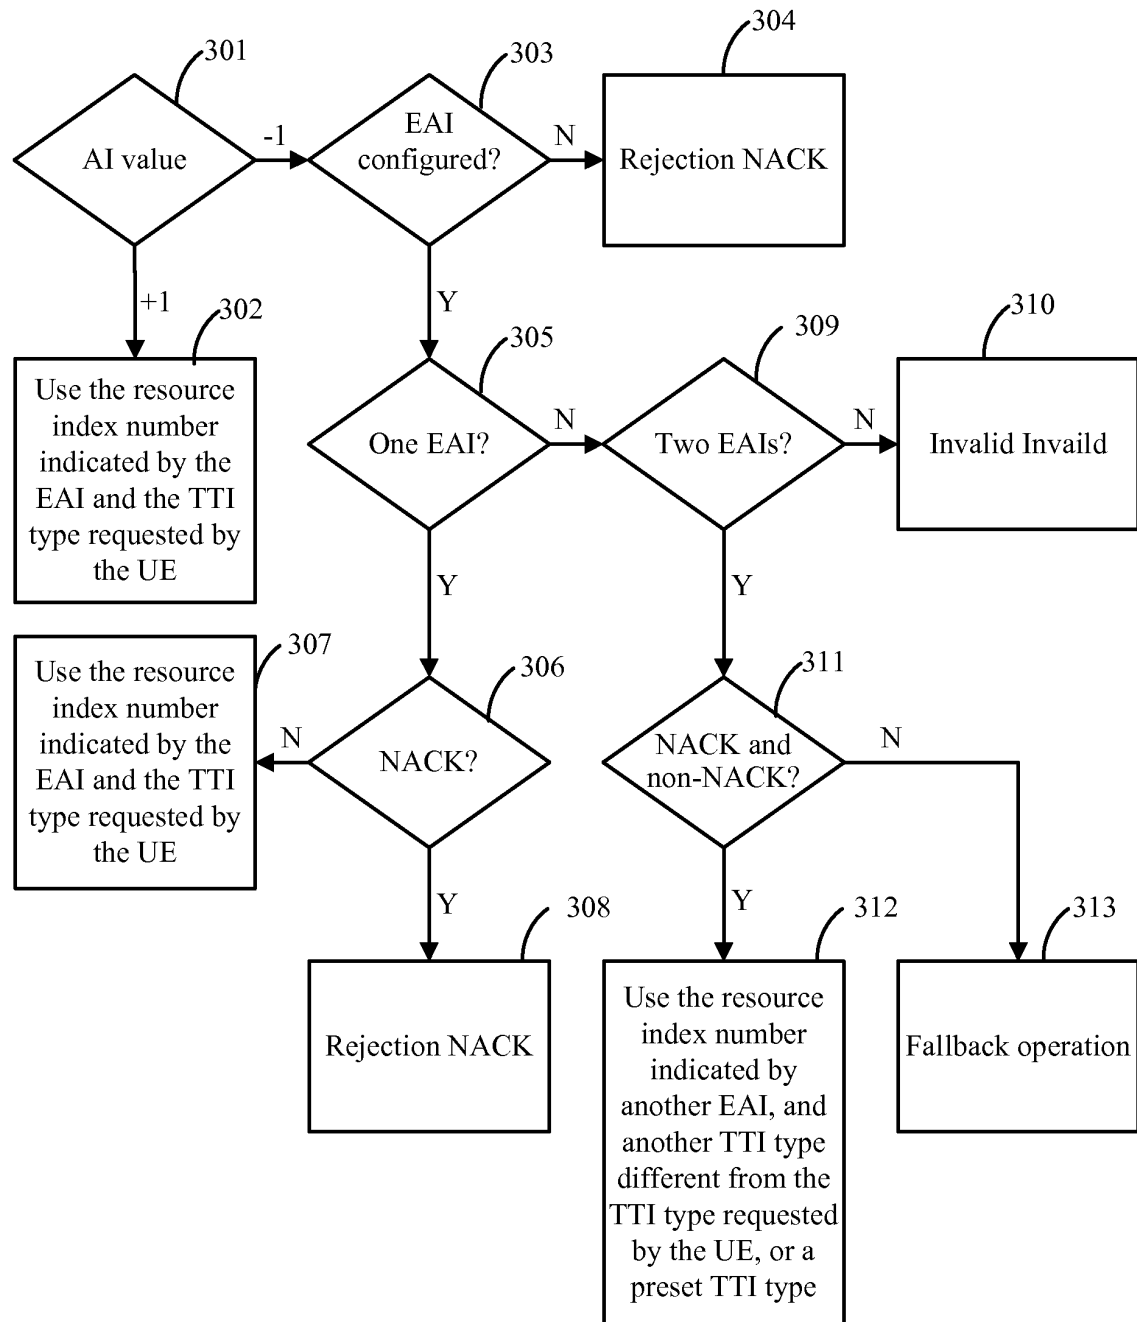 301
303
304
AI value
-1
EAI
configured?
N
Rejection NACK
+1
Y
302
305
309
310
Use the resource
index number
indicated by the
EAI and the TTI
type requested by
the UE
One EAI?
N
Two EAIs?
N
Invalid Invaild
Y
Y
307
306
311
Use the resource
index number
indicated by the
EAI and the TTI
type requested by
the UE
N
NACK?
NACK and
non-NACK?
N
Y
Y
308
312
313
Rejection NACK
Use the resource
index number
indicated by
another EAI, and
another TTI type
different from the
TTI type requested
by the UE, or a
preset TTI type
Fallback operation